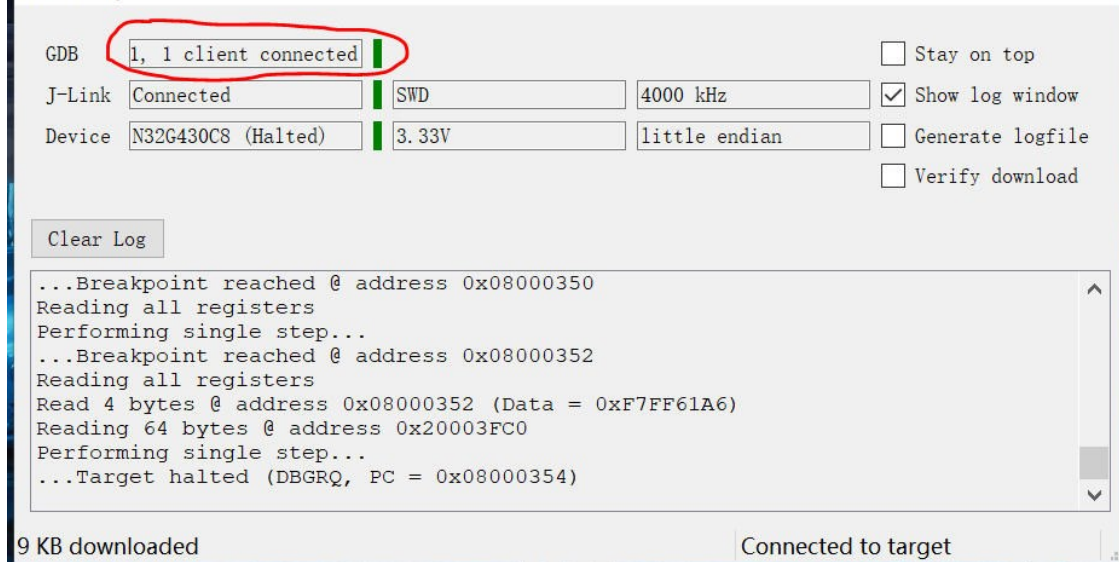 GDB 1, 1 client connected Stay on top
J-Link Connected SWD 4000 kHz Show log window
Device N32G430C8 (Halted) 3.33V little endian Generate logfile
Verify download
Clear Log
...Breakpoint reached @ address 0x08000350
Reading all registers
Performing single step...
...Breakpoint reached @ address 0x08000352
Reading all registers
Read 4 bytes @ address 0x08000352 (Data = 0xF7FF61A6)
Reading 64 bytes @ address 0x20003FC0
Performing single step...
...Target halted (DBGRQ, PC = 0x08000354)
9 KB downloaded Connected to target